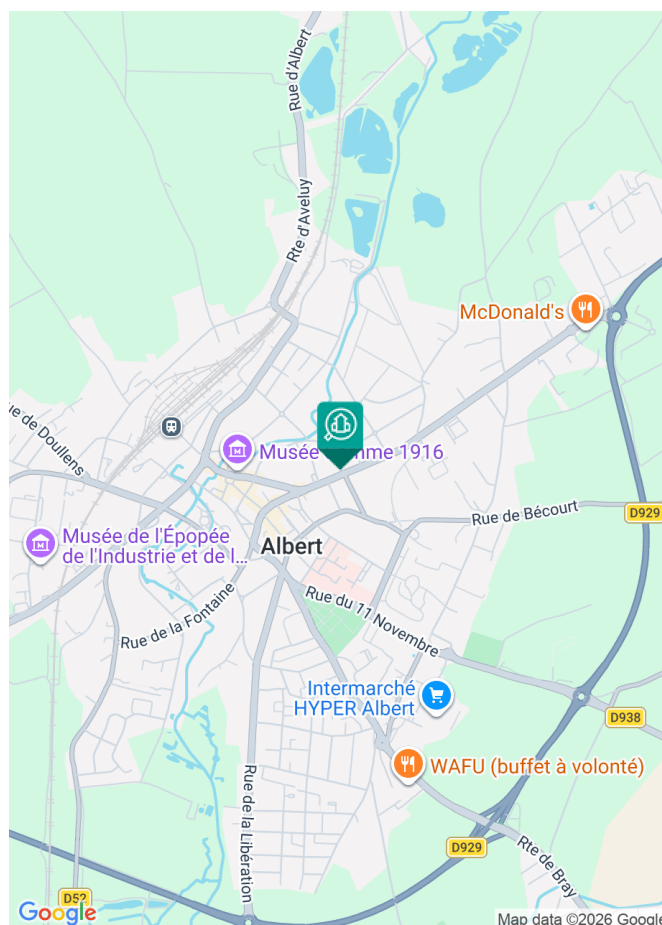 Rue d'Albert
Rte d'Aveluy
McDonald's
ue de Doullens
Musée
mme 1916
D929
Rue de Bécourt
Musée de l'Épopée
de l'Industrie et de l...
Albert
Rue du 11 Novembre
Rue de la Fontaine
Intermarché
HYPER Albert
D938
WAFU (buffet à volonté)
Rue de la Libération
D929
Rte de Bray
D52
Google
Map data ©2026 Google